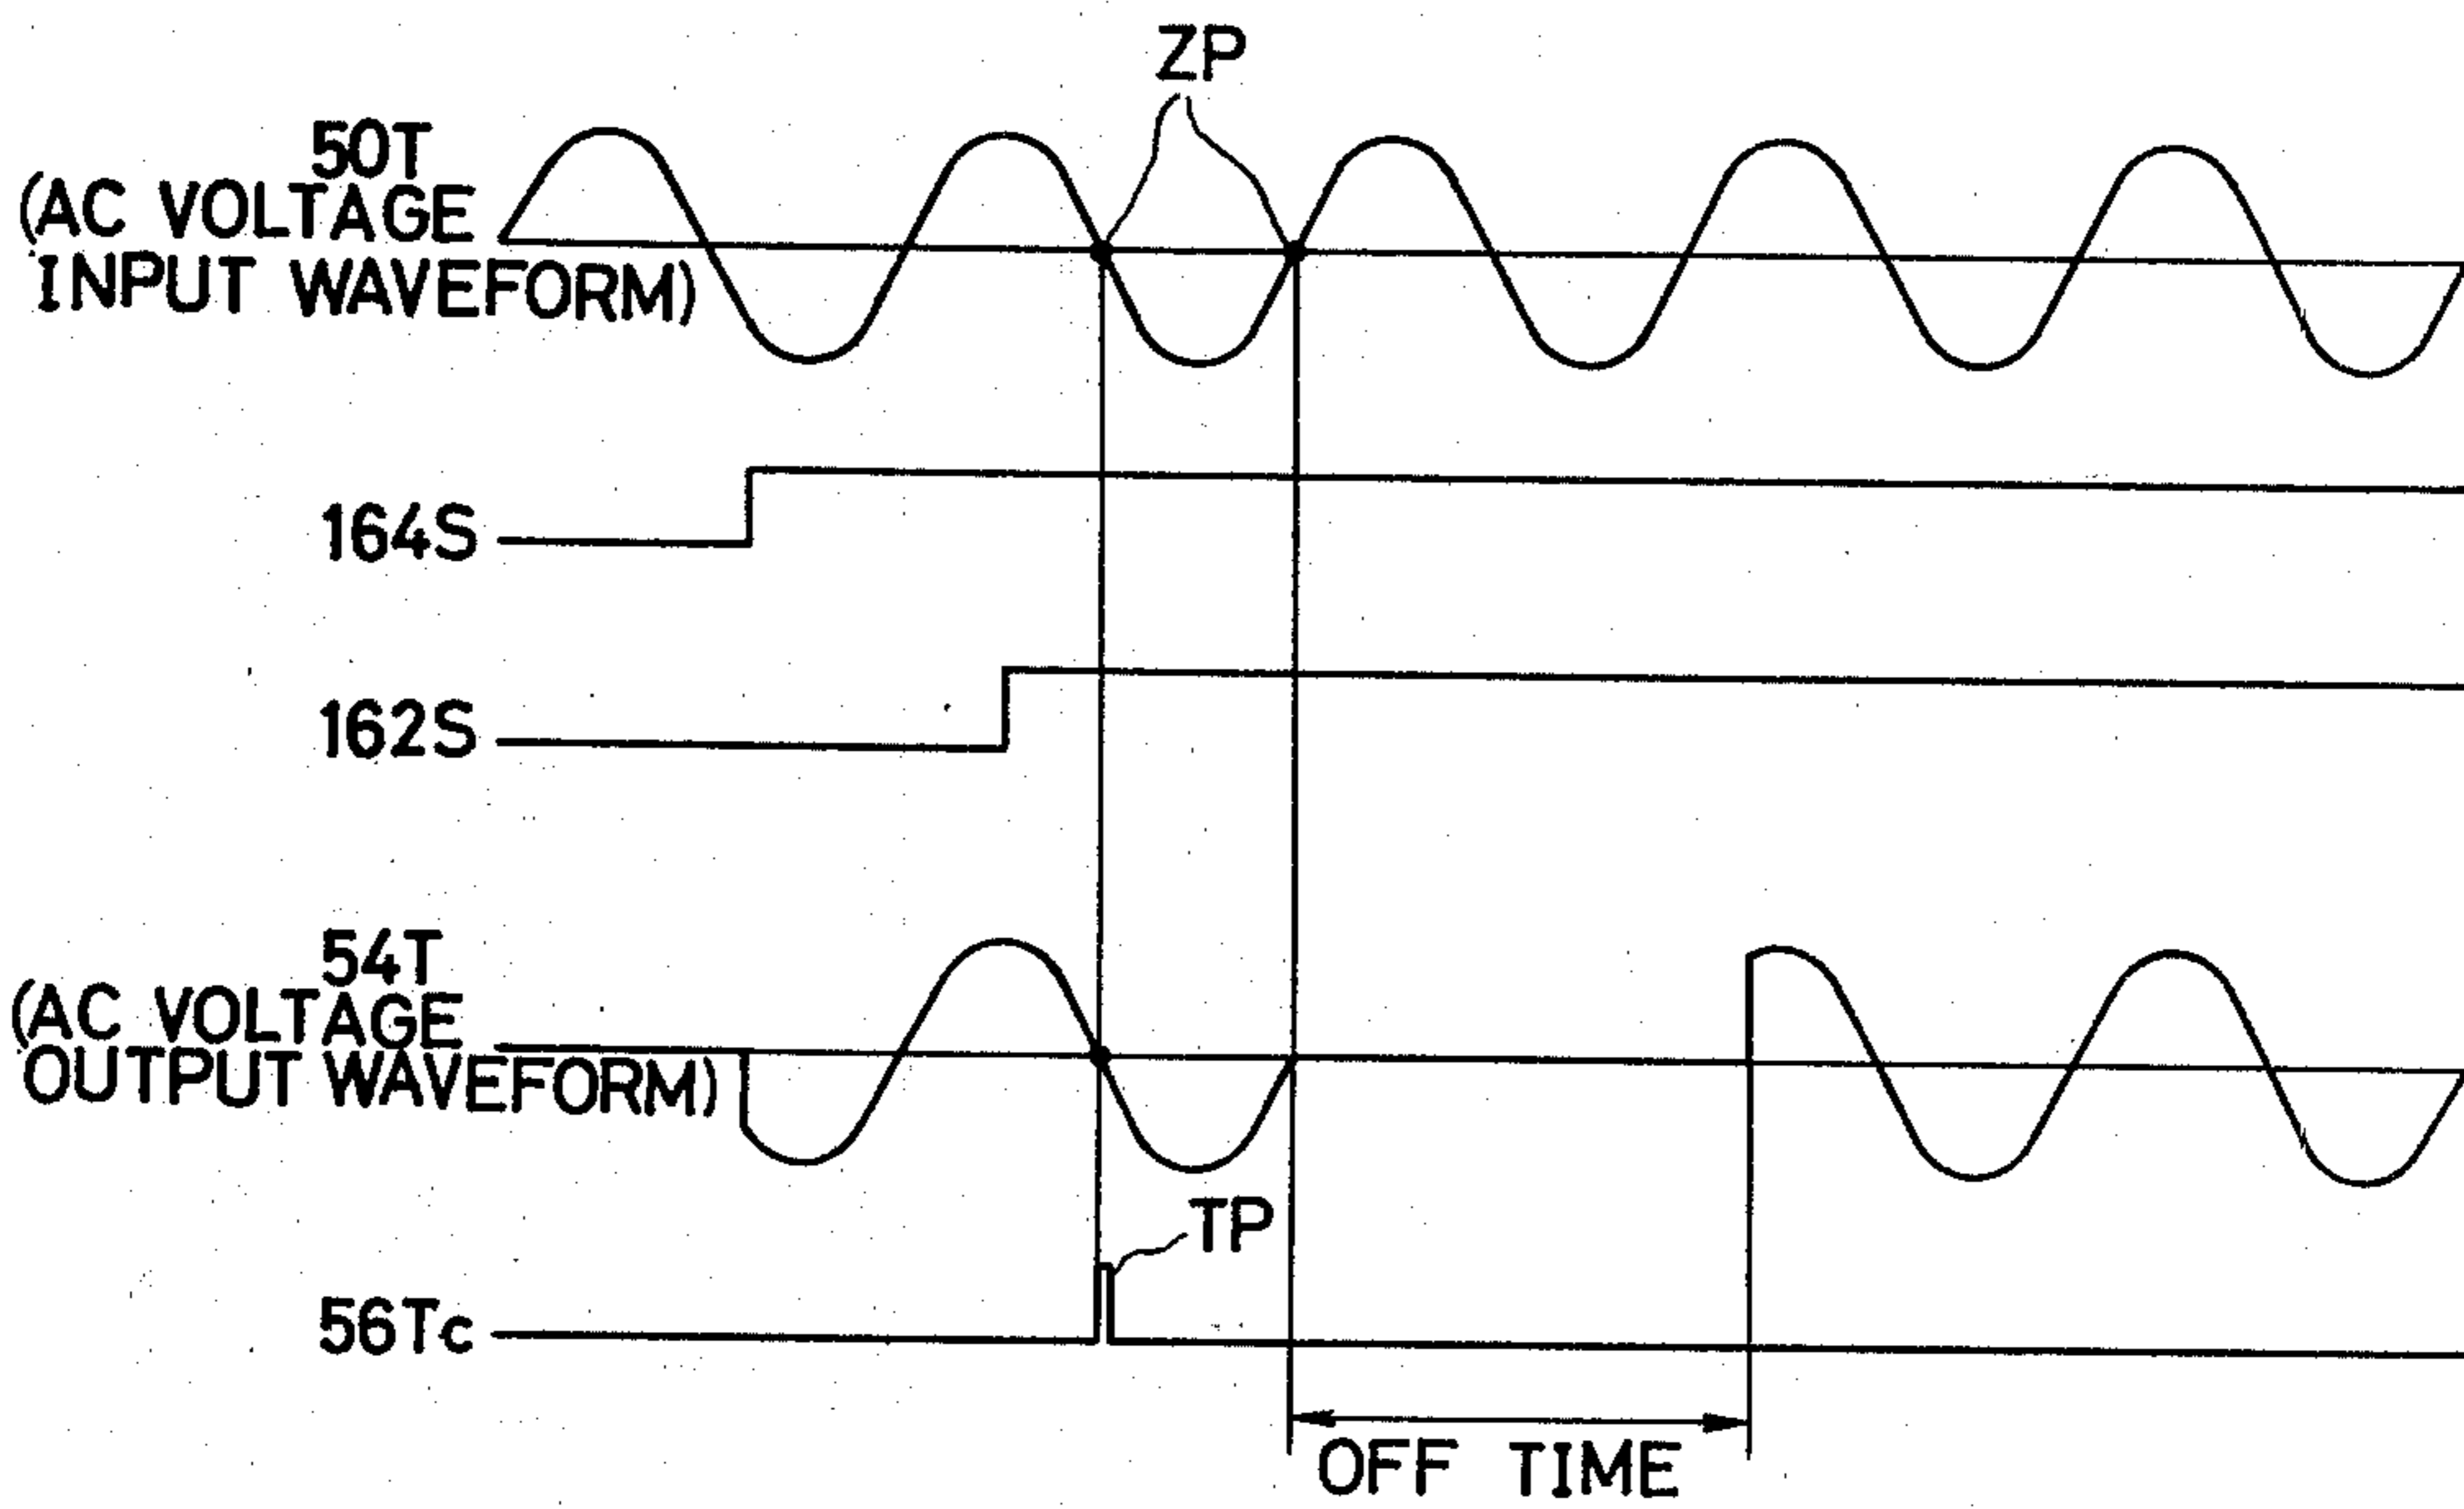 ZP
50T
(AC VOLTAGE
INPUT WAVEFORM)
164S
162S
54T
(AC VOLTAGE
OUTPUT WAVEFORM)
TP
56Tc
OFF TIME